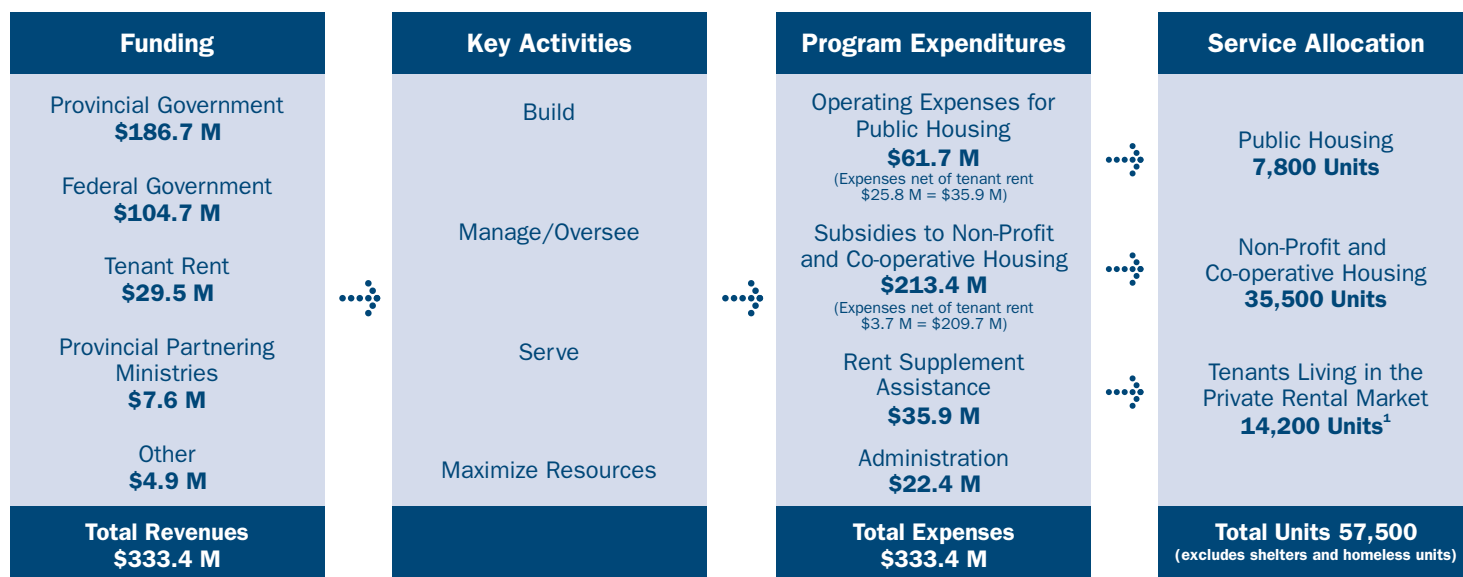 Funding
Provincial Government
$186.7 M
Federal Government
$104.7 M
Tenant Rent
$29.5 M
Provincial Partnering
Ministries
$7.6 M
Other
$4.9 M
Total Revenues
$333.4 M
Key Activities
Build
Manage/Oversee
Serve
Maximize Resources
Program Expenditures
Operating Expenses for
Public Housing
$61.7 M
(Expenses net of tenant rent
$25.8 M = $35.9 M)
Subsidies to Non-Profit
and Co-operative Housing
$213.4 M
(Expenses net of tenant rent
$3.7 M = $209.7 M)
Rent Supplement
Assistance
$35.9 M
Administration
$22.4 M
Total Expenses
$333.4 M
Service Allocation
Public Housing
7,800 Units
Non-Profit and
Co-operative Housing
35,500 Units
Tenants Living in the
Private Rental Market
14,200 Units¹
Total Units 57,500
(excludes shelters and homeless units)